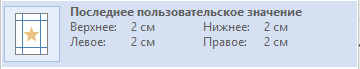 Последнее пользовательское значение
Верхнее: 2 см Нижнее: 2 см
Левое: 2 см Правое: 2 см